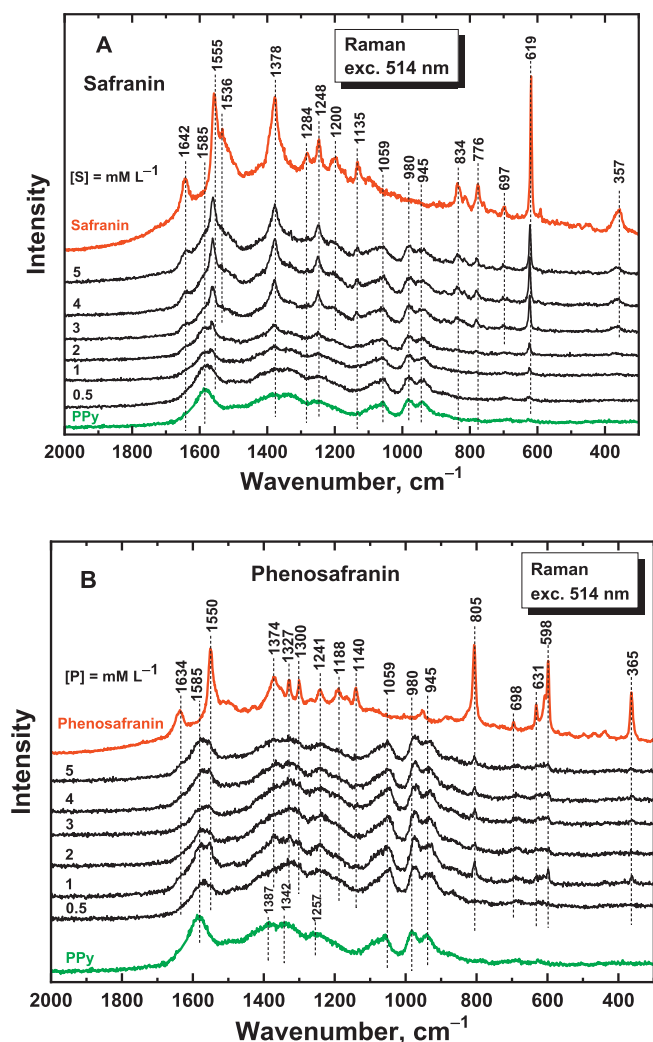 A
Raman
exc. 514 nm
Safranin
1642
1585
1555
1536
1378
1284
1248
1200
1135
1059
980
945
834
776
697
619
357
[S] = mM L⁻¹
Safranin
5
4
3
2
1
0.5
PPy
Intensity
2000 1800 1600 1400 1200 1000 800 600 400
Wavenumber, cm⁻¹
B
Phenosafranin
Raman
exc. 514 nm
1634
1585
1550
1374
1327
1300
1241
1188
1140
1059
980
945
805
698
631
598
365
[P] = mM L⁻¹
Phenosafranin
5
4
3
2
1
0.5
1387
1342
1257
PPy
Intensity
2000 1800 1600 1400 1200 1000 800 600 400
Wavenumber, cm⁻¹